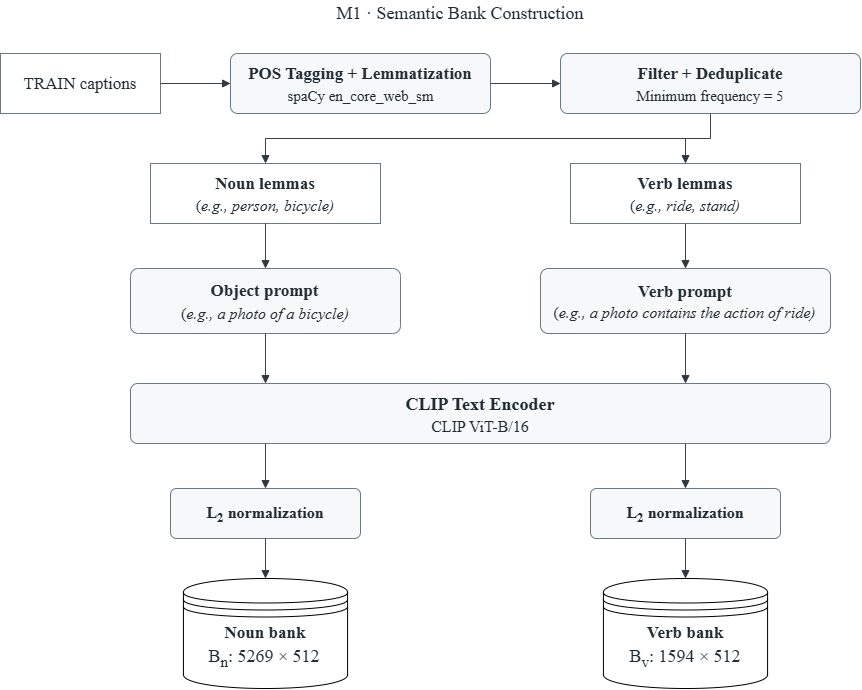 M1 · Semantic Bank Construction
TRAIN captions
POS Tagging + Lemmatization
spaCy en_core_web_sm
Filter + Deduplicate
Minimum frequency = 5
Noun lemmas
(e.g., person, bicycle)
Verb lemmas
(e.g., ride, stand)
Object prompt
(e.g., a photo of a bicycle)
Verb prompt
(e.g., a photo contains the action of ride)
CLIP Text Encoder
CLIP ViT-B/16
L₂ normalization
L₂ normalization
Noun bank
Bₙ: 5269 × 512
Verb bank
Bᵥ: 1594 × 512